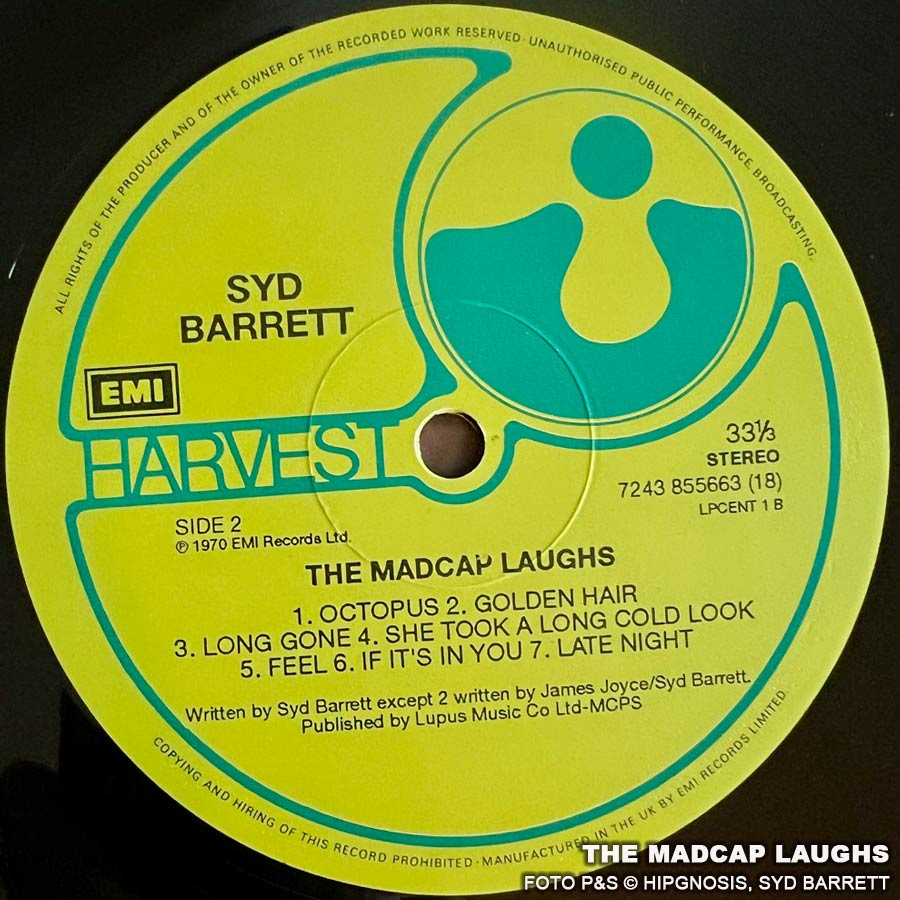 ALL RIGHTS OF THE PRODUCER AND OF THE OWNER OF THE RECORDED WORK RESERVED · UNAUTHORISED PUBLIC PERFORMANCE, BROADCASTING,
SYD
BARRETT
EMI
HARVEST
33⅓
STEREO
7243 855663 (18)
LPCENT 1 B
SIDE 2
℗ 1970 EMI Records Ltd.
THE MADCAP LAUGHS
1. OCTOPUS 2. GOLDEN HAIR
3. LONG GONE 4. SHE TOOK A LONG COLD LOOK
5. FEEL 6. IF IT'S IN YOU 7. LATE NIGHT
Written by Syd Barrett except 2 written by James Joyce/Syd Barrett.
Published by Lupus Music Co Ltd-MCPS
COPYING AND HIRING OF THIS RECORD PROHIBITED · MANUFACTURED IN THE UK BY EMI RECORDS LIMITED.
THE MADCAP LAUGHS
FOTO P&S © HIPGNOSIS, SYD BARRETT